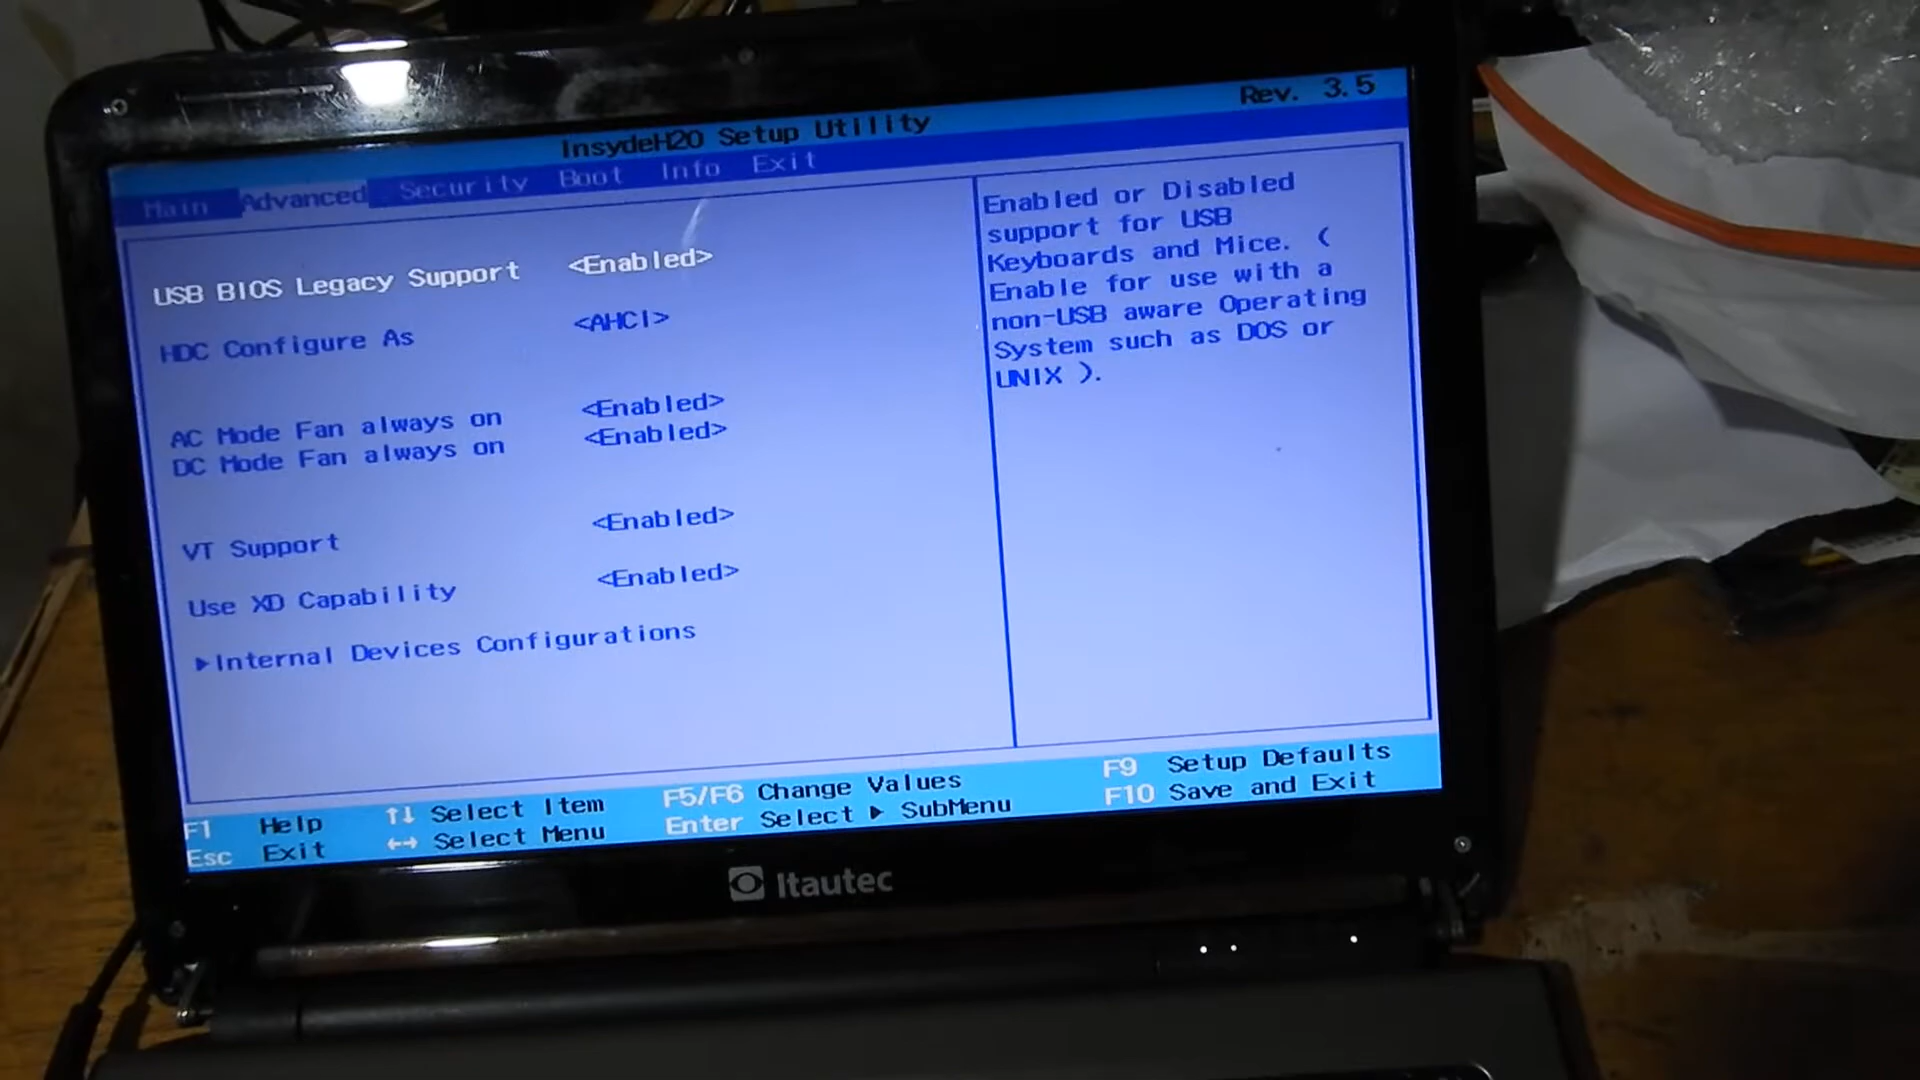 InsydeH2O Setup Utility
Rev. 3.5
Main Advanced Security Boot Info Exit
USB BIOS Legacy Support <Enabled>
HDC Configure As <AHCI>
AC Mode Fan always on <Enabled>
DC Mode Fan always on <Enabled>
VT Support <Enabled>
Use XD Capability <Enabled>
▶Internal Devices Configurations
Enabled or Disabled
support for USB
Keyboards and Mice. (
Enable for use with a
non-USB aware Operating
System such as DOS or
UNIX ).
F1 Help ↑↓ Select Item F5/F6 Change Values F9 Setup Defaults
Esc Exit ←→ Select Menu Enter Select ▶ SubMenu F10 Save and Exit
Itautec